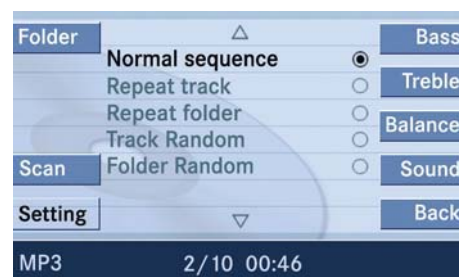 Folder
Bass
Normal sequence
Repeat track
Treble
Repeat folder
Balance
Track Random
Scan
Folder Random
Sound
Setting
Back
MP3 2/10 00:46